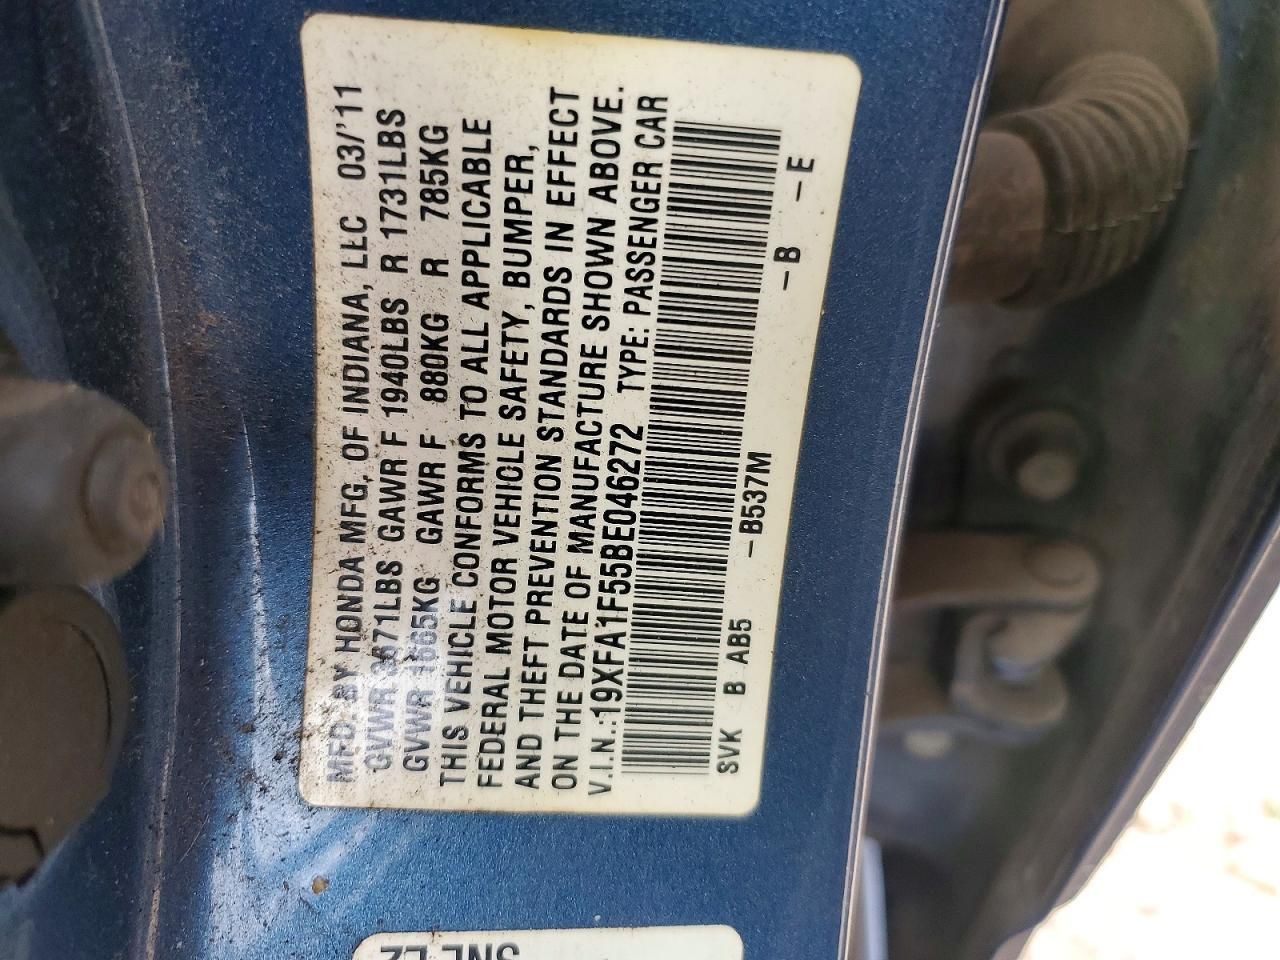 MFD. BY HONDA MFG. OF INDIANA, LLC 03/'11
GVWR 3671LBS GAWR F 1940LBS R 1731LBS
GVWR 1665KG GAWR F 880KG R 785KG
THIS VEHICLE CONFORMS TO ALL APPLICABLE
FEDERAL MOTOR VEHICLE SAFETY, BUMPER,
AND THEFT PREVENTION STANDARDS IN EFFECT
ON THE DATE OF MANUFACTURE SHOWN ABOVE.
V.I.N.:19XFA1F55BE046272 TYPE: PASSENGER CAR
SVK B AB5 -B537M -B -E